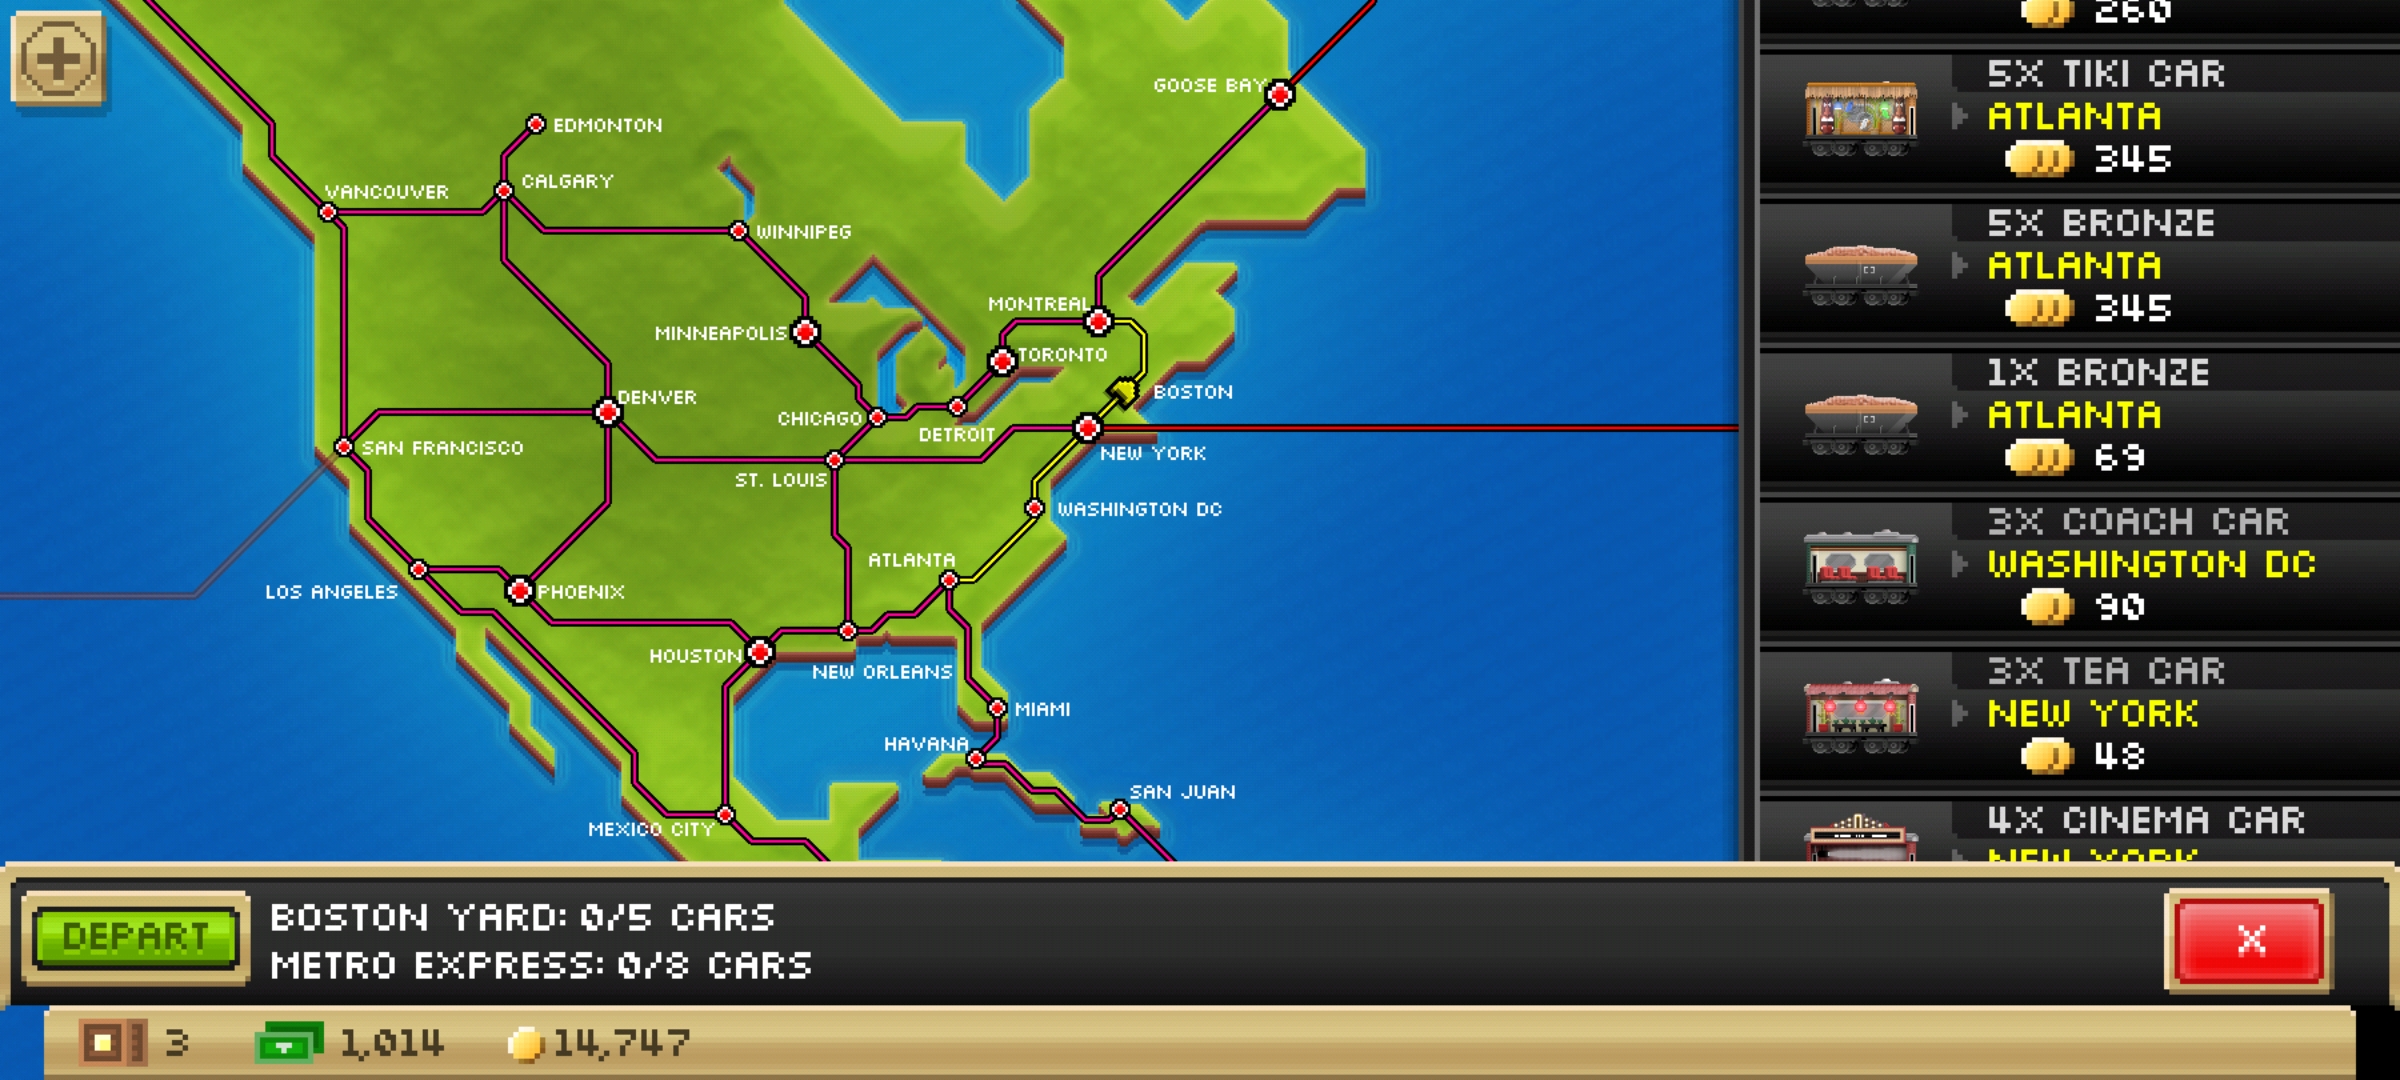 260
GOOSE BAY
5X TIKI CAR
ATLANTA
345
EDMONTON
CALGARY
VANCOUVER
WINNIPEG
5X BRONZE
ATLANTA
345
MONTREAL
MINNEAPOLIS
TORONTO
1X BRONZE
ATLANTA
69
BOSTON
DENVER
CHICAGO
DETROIT
SAN FRANCISCO
NEW YORK
ST. LOUIS
WASHINGTON DC
3X COACH CAR
WASHINGTON DC
90
ATLANTA
LOS ANGELES
PHOENIX
HOUSTON
NEW ORLEANS
3X TEA CAR
NEW YORK
48
MIAMI
HAVANA
SAN JUAN
MEXICO CITY
4X CINEMA CAR
NEW YORK
DEPART
BOSTON YARD: 0/5 CARS
METRO EXPRESS: 0/8 CARS
X
3
1,014
14,747